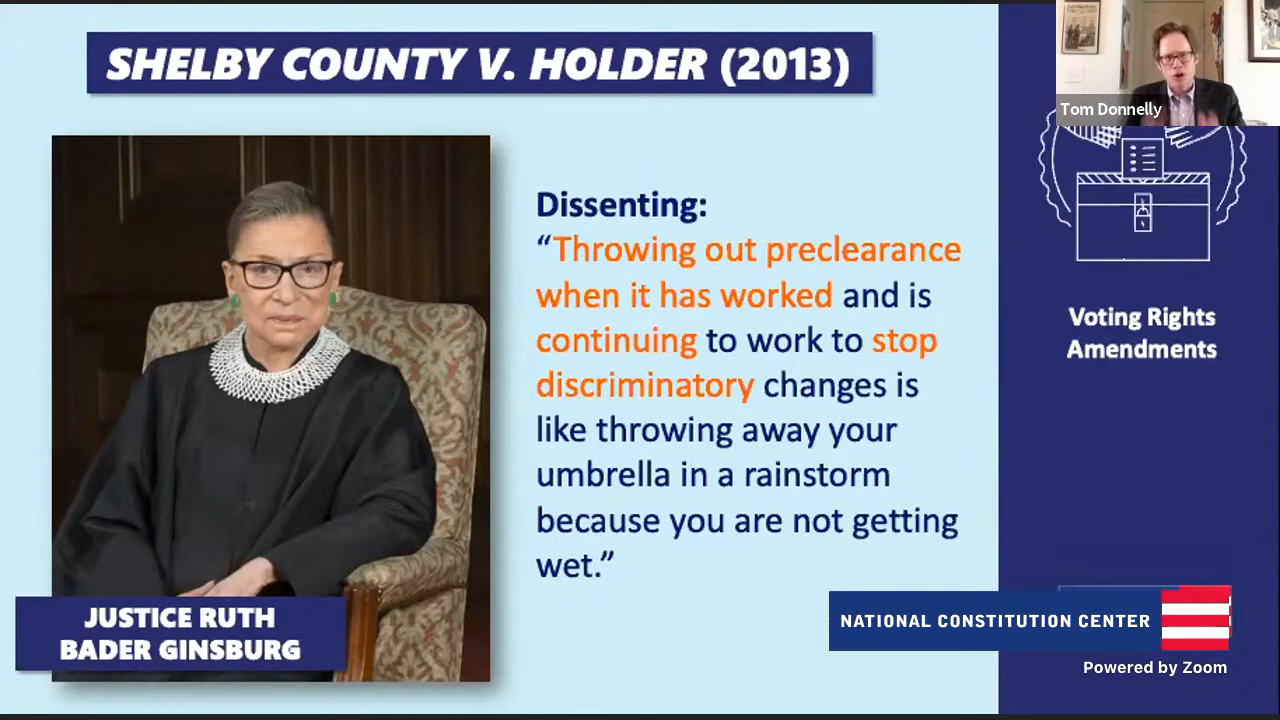 SHELBY COUNTY V. HOLDER (2013)
Tom Donnelly
Dissenting:
“Throwing out preclearance
when it has worked and is
continuing to work to stop
discriminatory changes is
like throwing away your
umbrella in a rainstorm
because you are not getting
wet.”
Voting Rights
Amendments
JUSTICE RUTH
BADER GINSBURG
NATIONAL CONSTITUTION CENTER
Powered by Zoom